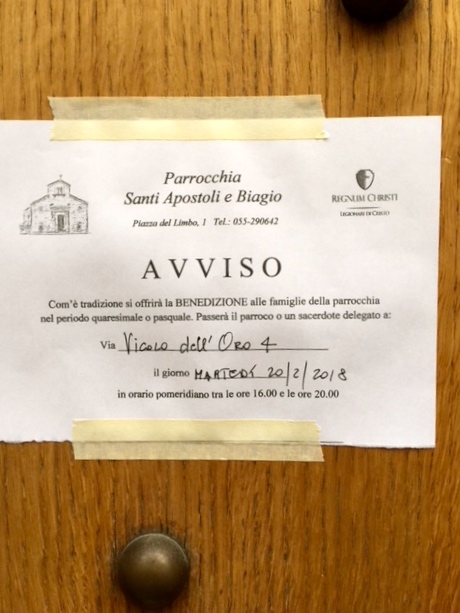 Parrocchia
Santi Apostoli e Biagio
Piazza del Limbo, 1 Tel.: 055-290642
REGNUM CHRISTI
LEGIONARI DI CRISTO
AVVISO
Com'è tradizione si offrirà la BENEDIZIONE alle famiglie della parrocchia
nel periodo quaresimale o pasquale. Passerà il parroco o un sacerdote delegato a:
Via Vicolo dell'Oro 4
il giorno MARTEDÍ 20/2/2018
in orario pomeridiano tra le ore 16.00 e le ore 20.00